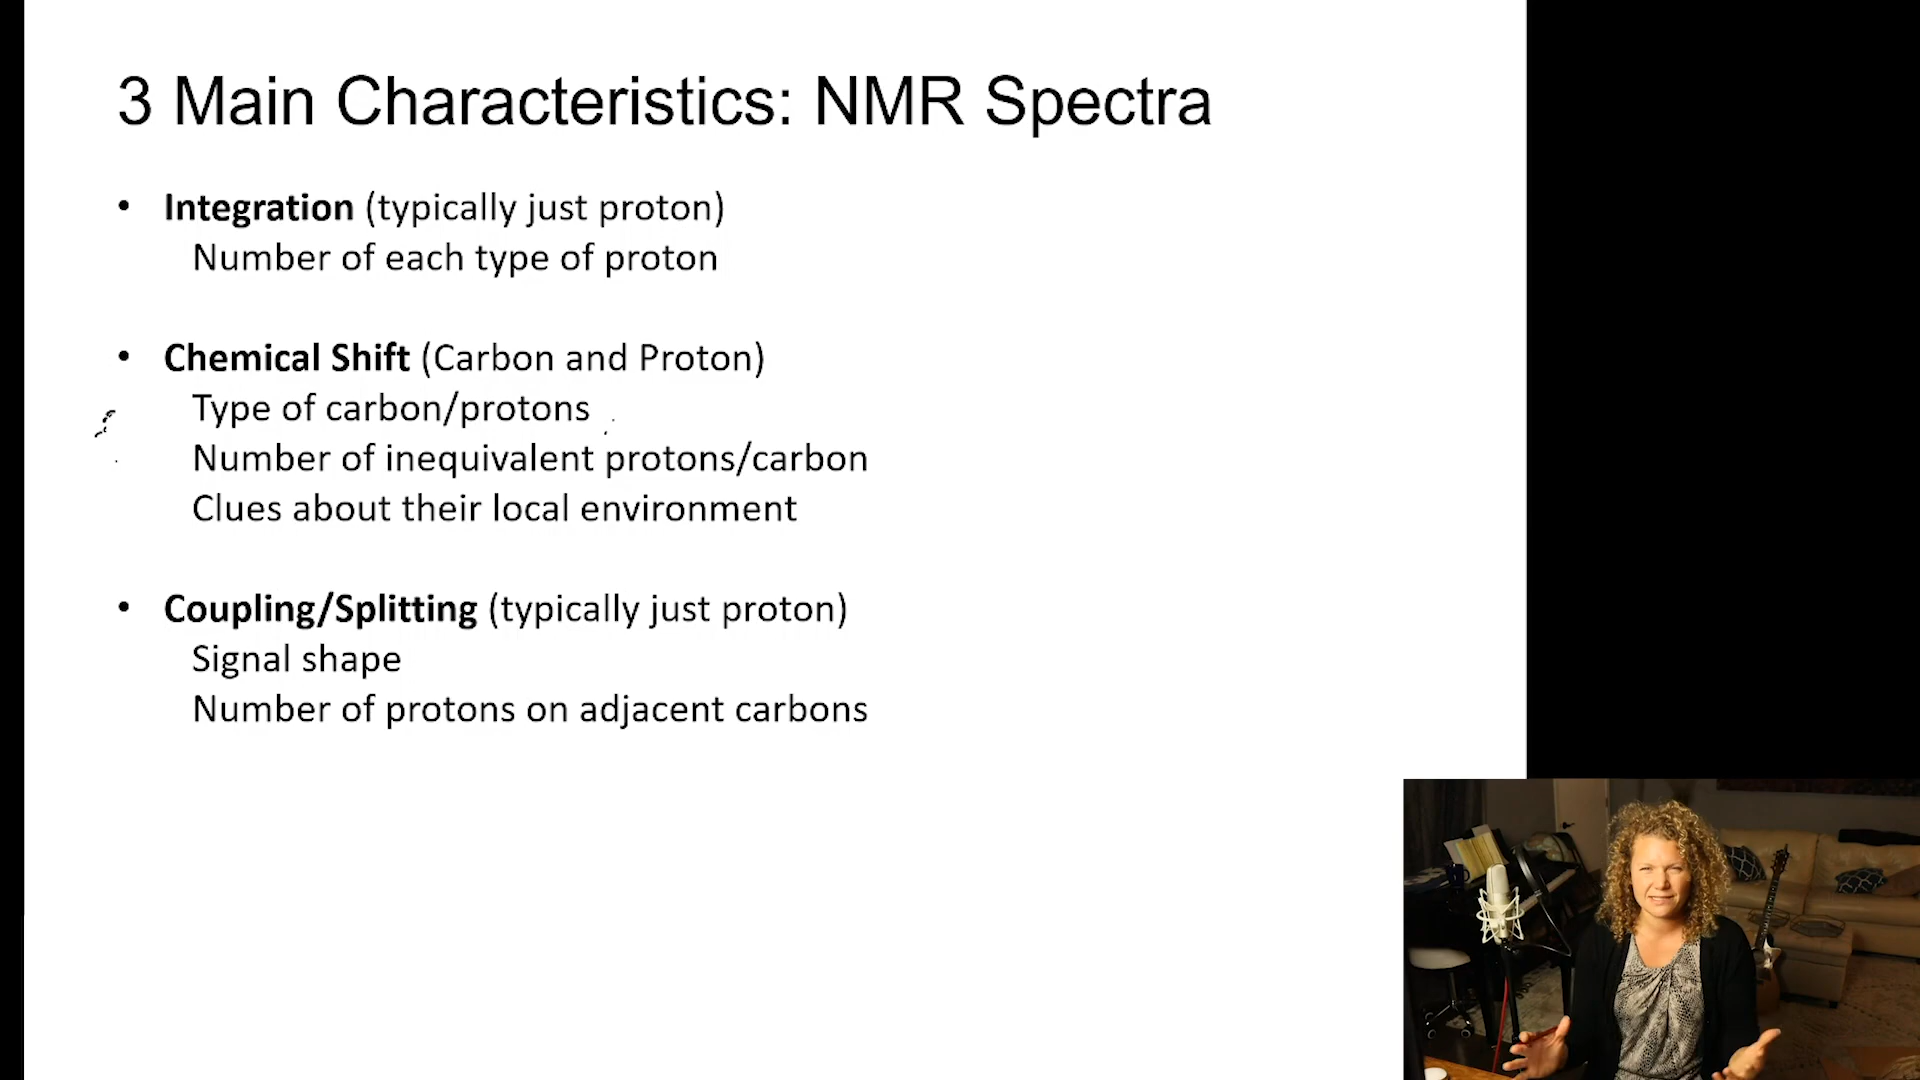 3 Main Characteristics: NMR Spectra
• Integration (typically just proton)
Number of each type of proton
• Chemical Shift (Carbon and Proton)
Type of carbon/protons
Number of inequivalent protons/carbon
Clues about their local environment
• Coupling/Splitting (typically just proton)
Signal shape
Number of protons on adjacent carbons